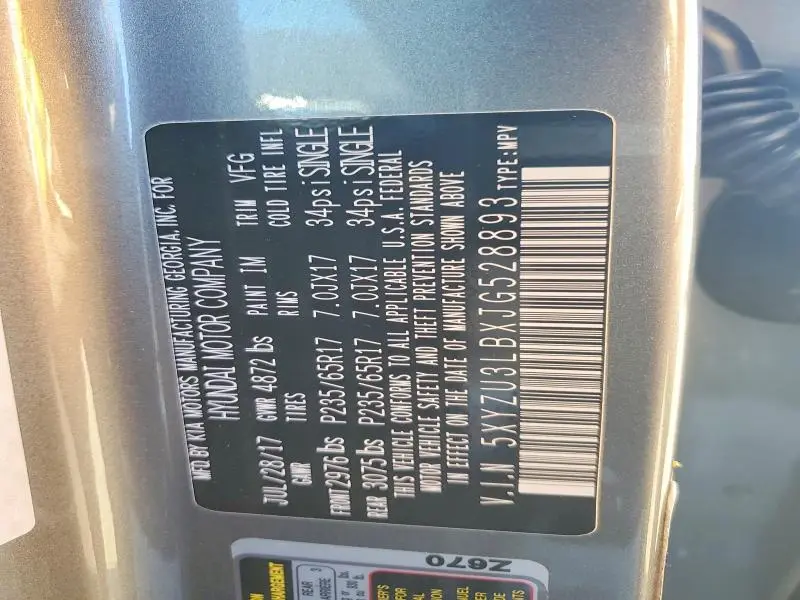 MFD BY KIA MOTORS MANUFACTURING GEORGIA, INC. FOR
HYUNDAI MOTOR COMPANY
JUL/28/17 GVWR 4872 lbs PAINT IM TRIM VFG
GAWR TIRES RIMS COLD TIRE INFL
FRONT 2976 lbs P235/65R17 7.0JX17 34psi SINGLE
REAR 3075 lbs P235/65R17 7.0JX17 34psi SINGLE
THIS VEHICLE CONFORMS TO ALL APPLICABLE U.S.A. FEDERAL
MOTOR VEHICLE SAFETY AND THEFT PREVENTION STANDARDS
IN EFFECT ON THE DATE OF MANUFACTURE SHOWN ABOVE
V.I.N 5XYZU3LBXJG528893 TYPE:MPV
Z670
REAR 3
ARRIÈRE